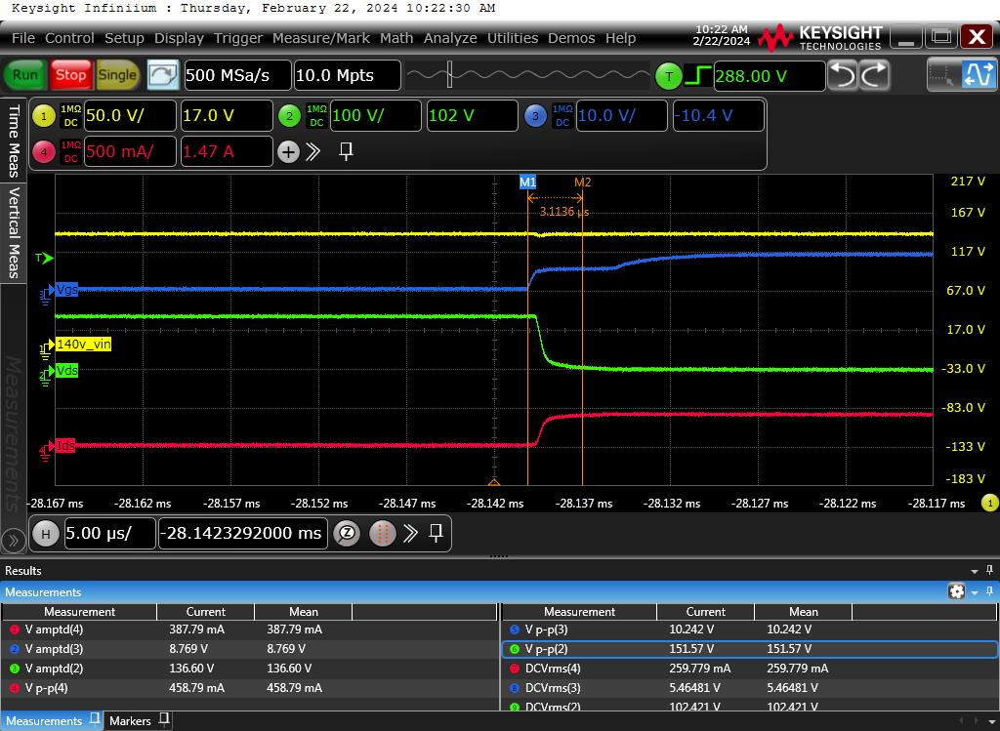 Keysight Infiniium : Thursday, February 22, 2024 10:22:30 AM
File Control Setup Display Trigger Measure/Mark Math Analyze Utilities Demos Help
10:22 AM
2/22/2024
KEYSIGHT
TECHNOLOGIES
Run Stop Single 500 MSa/s 10.0 Mpts T 288.00 V
1 1MΩ DC 50.0 V/ 17.0 V 2 1MΩ DC 100 V/ 102 V 3 1MΩ DC 10.0 V/ -10.4 V
4 1MΩ DC 500 mA/ 1.47 A
Time Meas
Vertical Meas
Measurements
M1 M2
3.1136 µs
217 V
167 V
117 V
67.0 V
17.0 V
-33.0 V
-83.0 V
-133 V
-183 V
T
Vgs
140v_vin
Vds
Ids
-28.167 ms -28.162 ms -28.157 ms -28.152 ms -28.147 ms -28.142 ms -28.137 ms -28.132 ms -28.127 ms -28.122 ms -28.117 ms 1
H 5.00 µs/ -28.1423292000 ms
Results
Measurements
Measurement Current Mean
V amptd(4) 387.79 mA 387.79 mA
V amptd(3) 8.769 V 8.769 V
V amptd(2) 136.60 V 136.60 V
V p-p(4) 458.79 mA 458.79 mA
Measurement Current Mean
V p-p(3) 10.242 V 10.242 V
V p-p(2) 151.57 V 151.57 V
DCVrms(4) 259.779 mA 259.779 mA
DCVrms(3) 5.46481 V 5.46481 V
DCVrms(2) 102.421 V 102.421 V
Measurements Markers